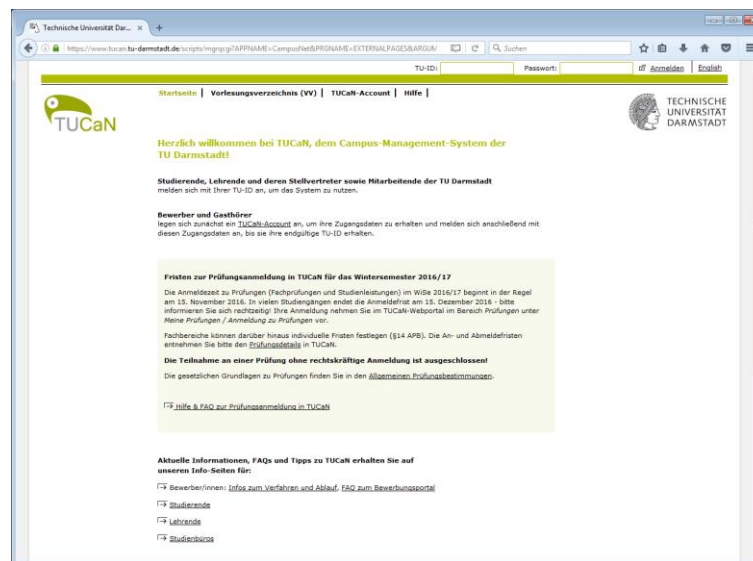 Technische Universität Dar...
https://www.tucan.tu-darmstadt.de/scripts/mgrqcgi?APPNAME=CampusNet&PRGNAME=EXTERNALPAGES&ARGUM
Suchen
TU-ID: Passwort: Anmelden English
Startseite | Vorlesungsverzeichnis (VV) | TUCaN-Account | Hilfe |
TUCaN
TECHNISCHE
UNIVERSITÄT
DARMSTADT
Herzlich willkommen bei TUCaN, dem Campus-Management-System der
TU Darmstadt!
Studierende, Lehrende und deren Stellvertreter sowie Mitarbeitende der TU Darmstadt
melden sich mit Ihrer TU-ID an, um das System zu nutzen.
Bewerber und Gasthörer
legen sich zunächst ein TUCaN-Account an, um ihre Zugangsdaten zu erhalten und melden sich anschließend mit
diesen Zugangsdaten an, bis sie ihre endgültige TU-ID erhalten.
Fristen zur Prüfungsanmeldung in TUCaN für das Wintersemester 2016/17
Die Anmeldezeit zu Prüfungen (Fachprüfungen und Studienleistungen) im WiSe 2016/17 beginnt in der Regel
am 15. November 2016. In vielen Studiengängen endet die Anmeldefrist am 15. Dezember 2016 - bitte
informieren Sie sich rechtzeitig! Ihre Anmeldung nehmen Sie im TUCaN-Webportal im Bereich Prüfungen unter
Meine Prüfungen / Anmeldung zu Prüfungen vor.
Fachbereiche können darüber hinaus individuelle Fristen festlegen (§14 APB). Die An- und Abmeldefristen
entnehmen Sie bitte den Prüfungsdetails in TUCaN.
Die Teilnahme an einer Prüfung ohne rechtskräftige Anmeldung ist ausgeschlossen!
Die gesetzlichen Grundlagen zu Prüfungen finden Sie in den Allgemeinen Prüfungsbestimmungen.
Hilfe & FAQ zur Prüfungsanmeldung in TUCaN
Aktuelle Informationen, FAQs und Tipps zu TUCaN erhalten Sie auf
unseren Info-Seiten für:
Bewerber/innen: Infos zum Verfahren und Ablauf, FAQ zum Bewerbungsportal
Studierende
Lehrende
Studienbüros